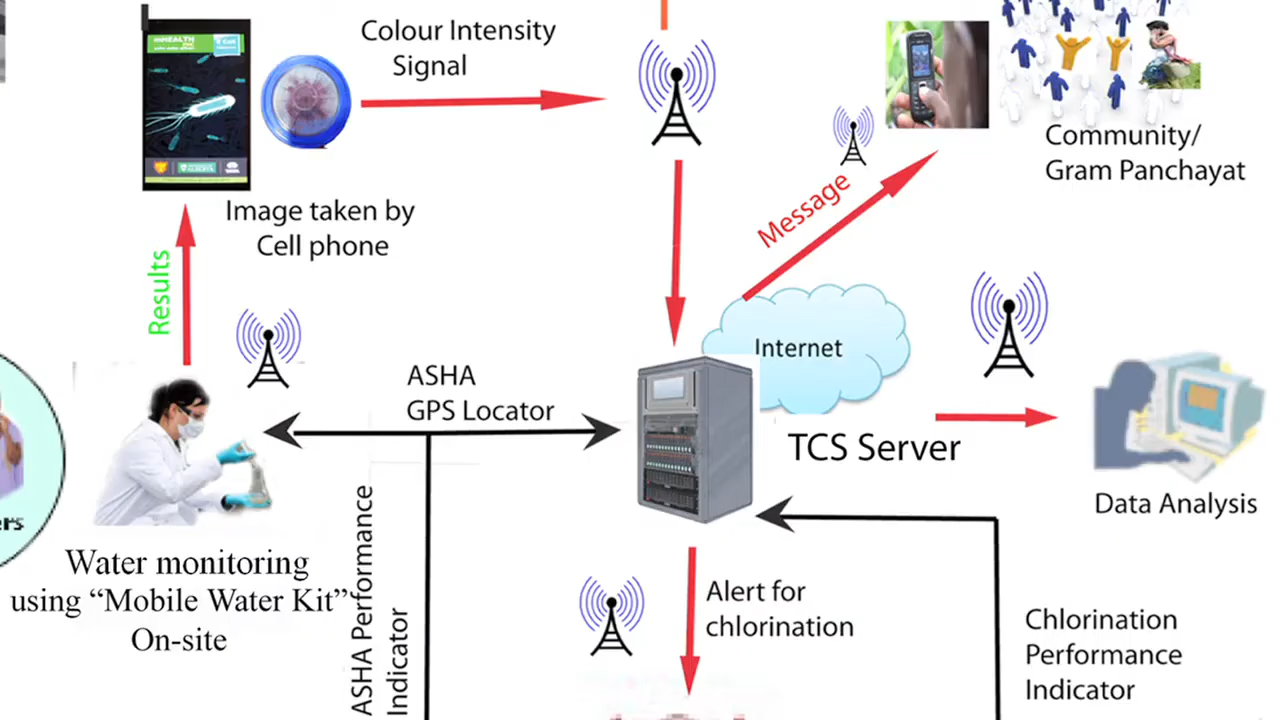 mHEALTH
Colour Intensity
Signal
Image taken by
Cell phone
Results
Message
Community/
Gram Panchayat
Internet
ASHA
GPS Locator
TCS Server
Data Analysis
ers
Water monitoring
using “Mobile Water Kit”
On-site
ASHA Performance
Indicator
Alert for
chlorination
Chlorination
Performance
Indicator